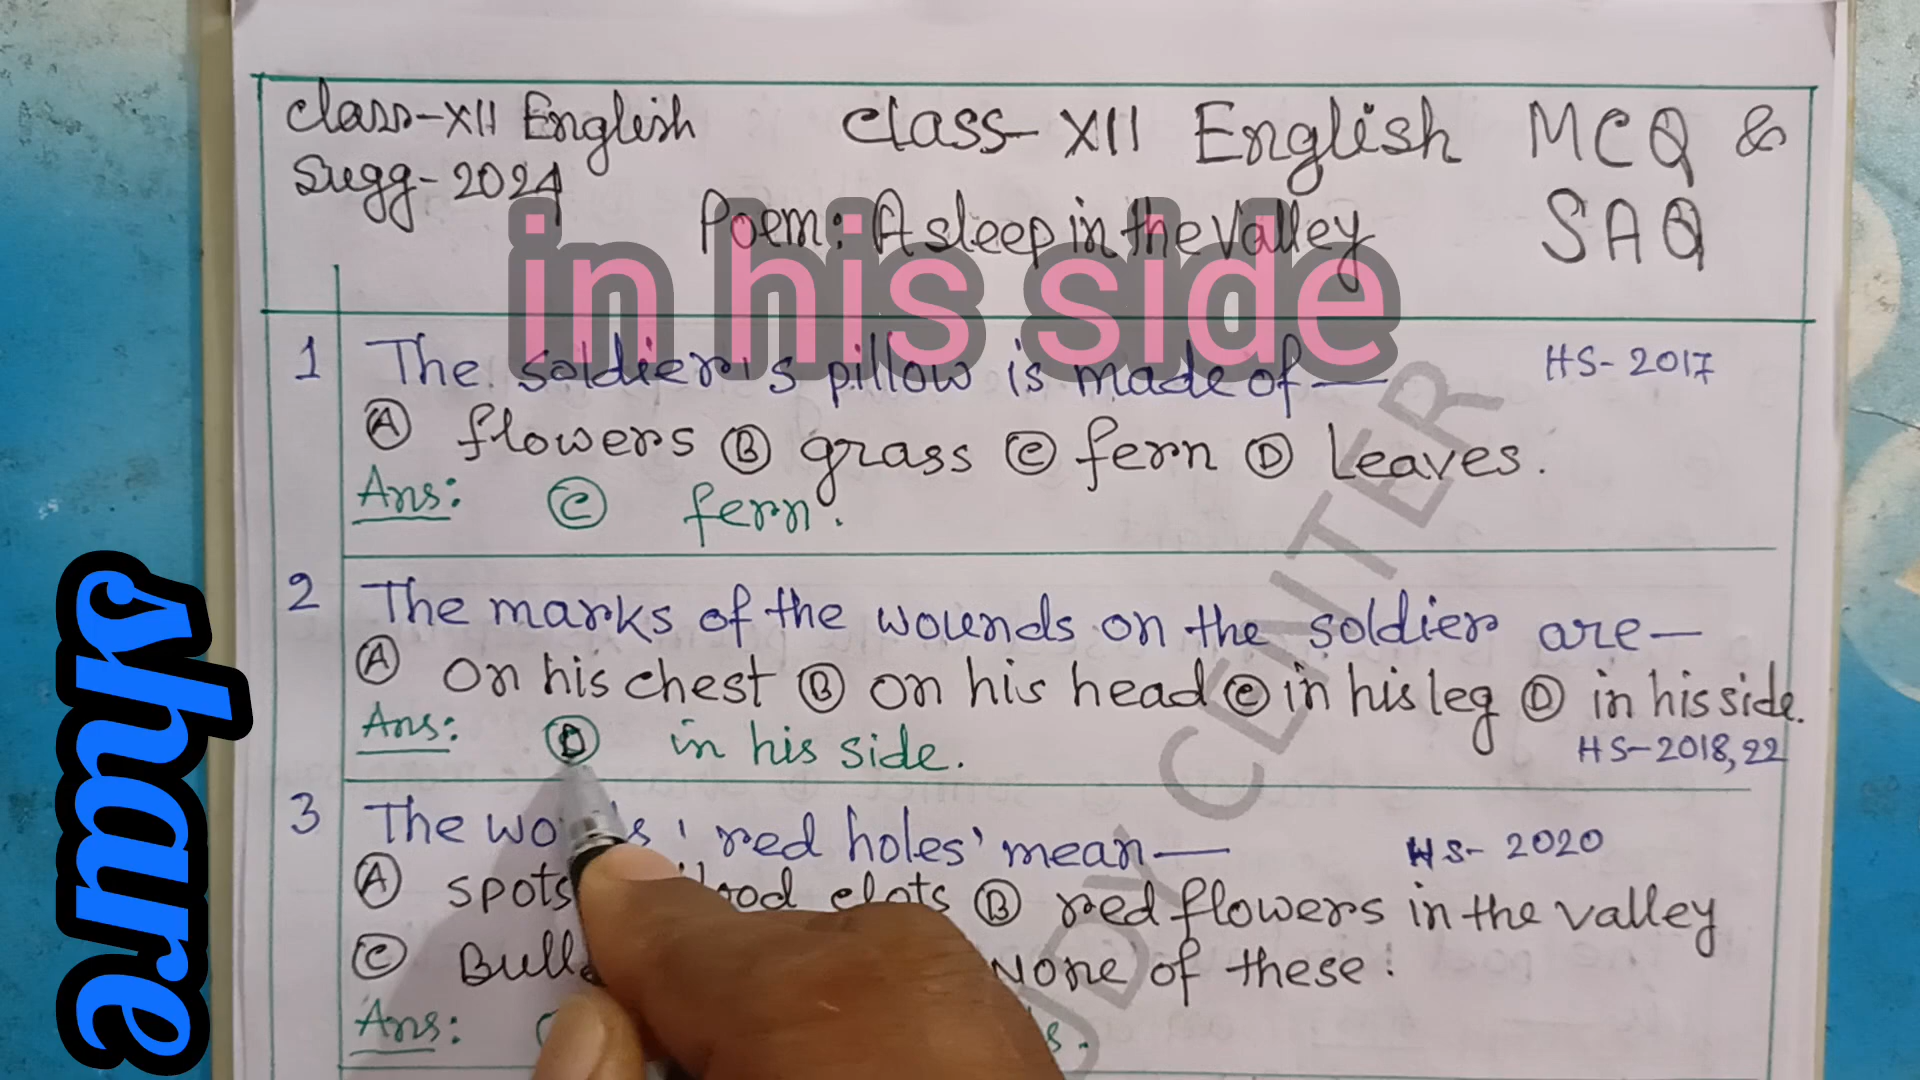 Class-XII English
Sugg-2024
Class-XII English MCQ &
SAQ
Poem: Asleep in the Valley
in his side
1 The soldier's pillow is made of— HS-2017
Ⓐ flowers Ⓑ grass Ⓒ fern Ⓓ Leaves.
Ans: Ⓒ fern.
2 The marks of the wounds on the soldier are—
Ⓐ on his chest Ⓑ on his head Ⓒ in his leg Ⓓ in his side.
Ans: Ⓓ in his side. HS-2018,22
3 The 'red holes' mean— HS-2020
Ⓐ spots clots Ⓑ red flowers in the valley
Ⓒ None of these.
Ans:
share
CENTER